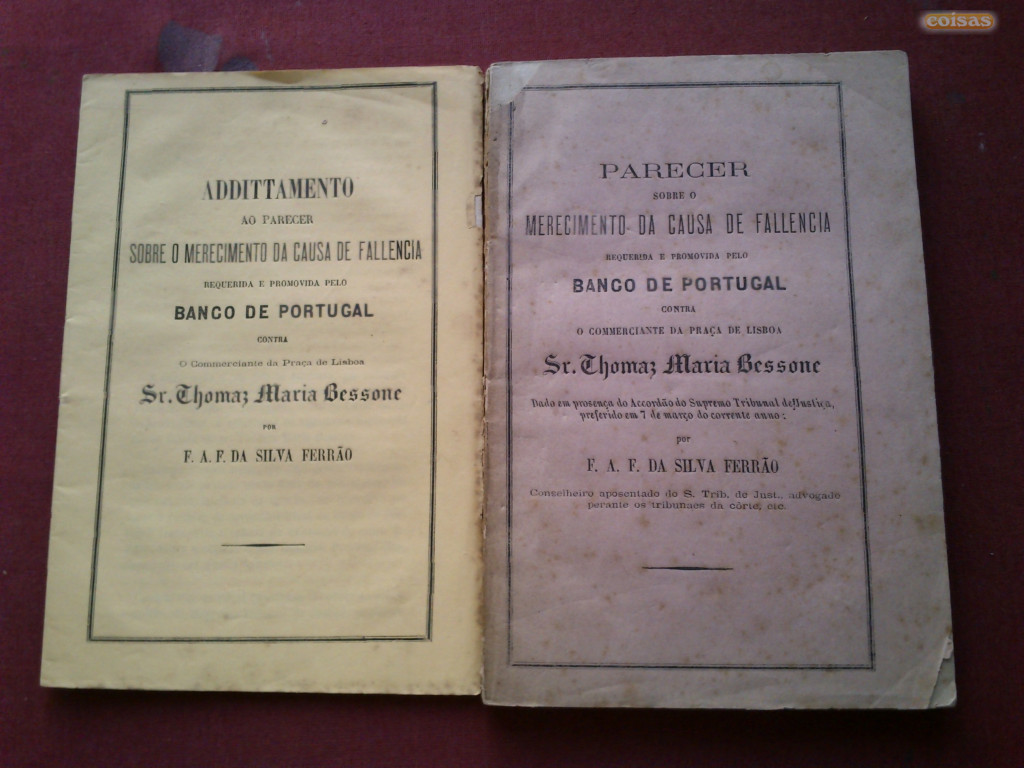 ADDITTAMENTO
AO PARECER
SOBRE O MERECIMENTO DA CAUSA DE FALLENCIA
REQUERIDA E PROMOVIDA PELO
BANCO DE PORTUGAL
CONTRA
O Commerciante da Praça de Lisboa
Sr. Thomaz Maria Bessone
POR
F. A. F. DA SILVA FERRÃO
PARECER
SOBRE O
MERECIMENTO DA CAUSA DE FALLENCIA
REQUERIDA E PROMOVIDA PELO
BANCO DE PORTUGAL
CONTRA
O COMMERCIANTE DA PRAÇA DE LISBOA
Sr. Thomaz Maria Bessone
Dado em presença do Accordão do Supremo Tribunal de Justiça,
preferido em 7 de março do corrente anno;
por
F. A. F. DA SILVA FERRÃO
Conselheiro aposentado do S. Trib. de Just., advogado
perante os tribunaes da côrte, etc.
coisas